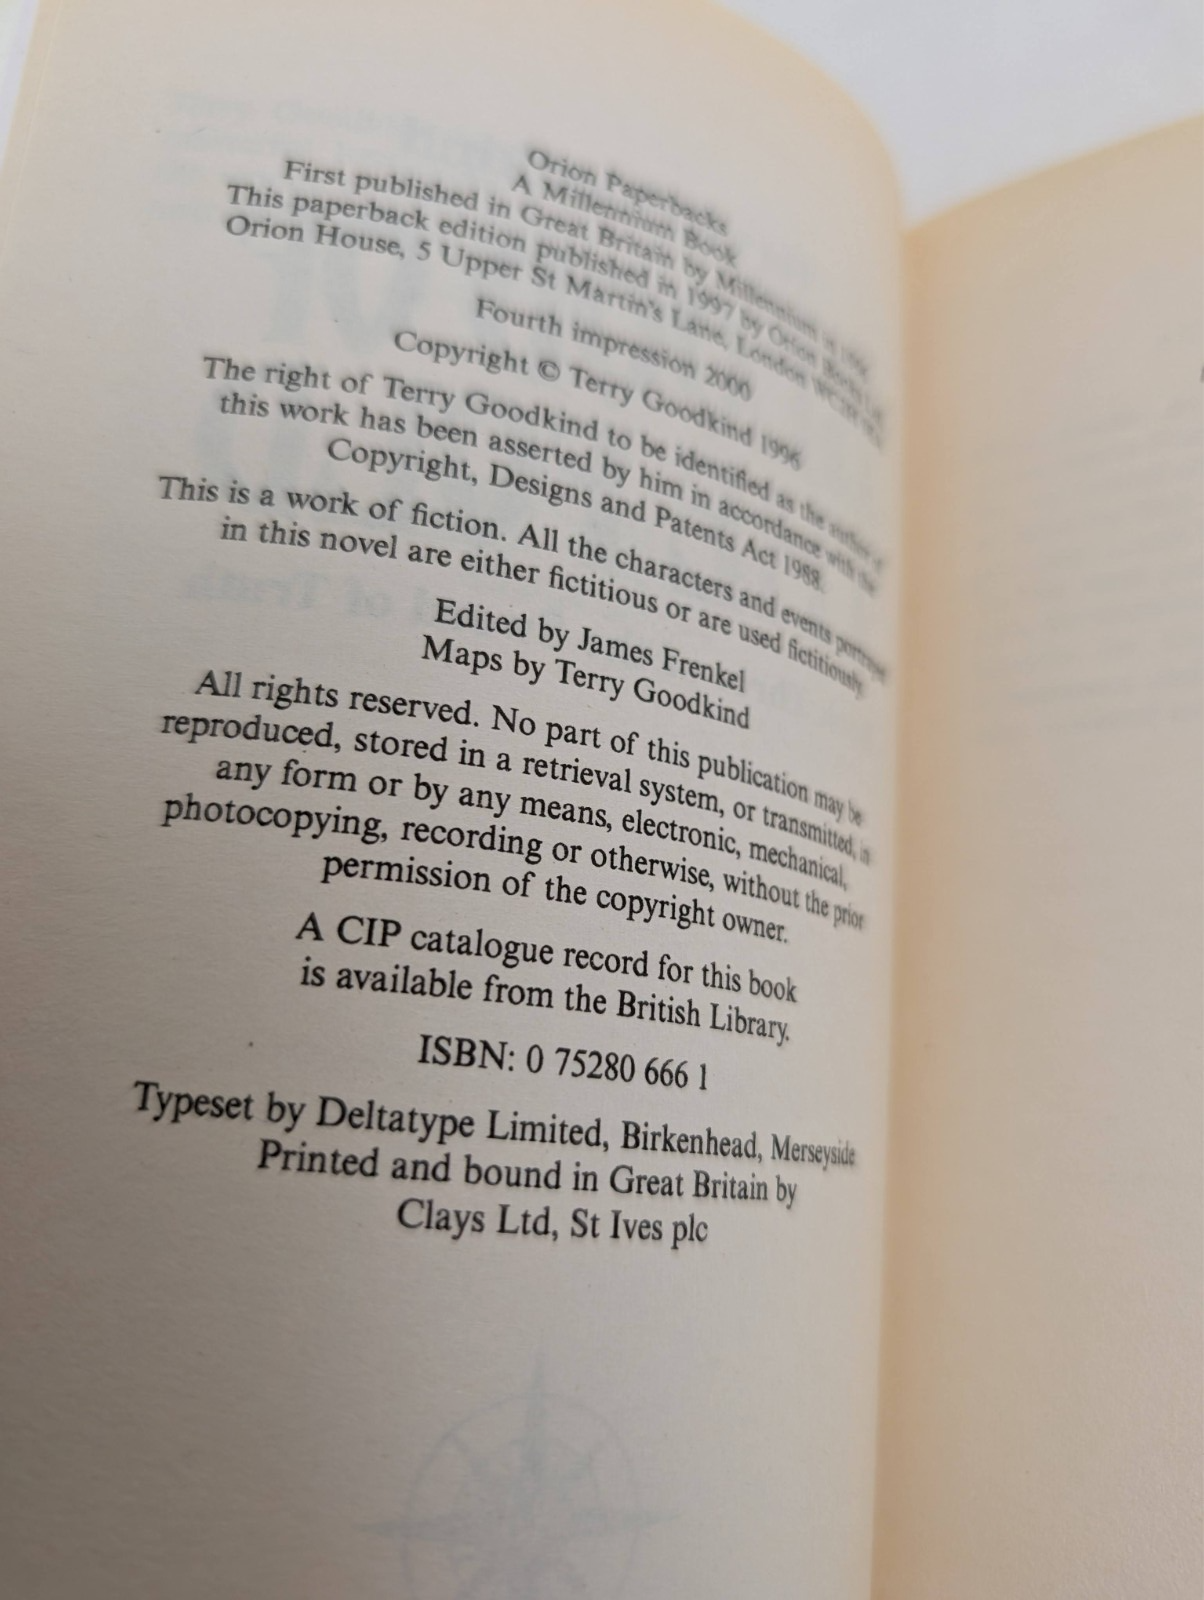 Orion Paperbacks
A Millennium Book
First published in Great Britain by Millennium in 1996
This paperback edition published in 1997 by Orion Books Ltd
Orion House, 5 Upper St Martin's Lane, London
Fourth impression 2000
Copyright © Terry Goodkind 1996
The right of Terry Goodkind to be identified as the author of
this work has been asserted by him in accordance with the
Copyright, Designs and Patents Act 1988.
This is a work of fiction. All the characters and events portrayed
in this novel are either fictitious or are used fictitiously.
Edited by James Frenkel
Maps by Terry Goodkind
All rights reserved. No part of this publication may be
reproduced, stored in a retrieval system, or transmitted, in
any form or by any means, electronic, mechanical,
photocopying, recording or otherwise, without the prior
permission of the copyright owner.
A CIP catalogue record for this book
is available from the British Library.
ISBN: 0 75280 666 1
Typeset by Deltatype Limited, Birkenhead, Merseyside
Printed and bound in Great Britain by
Clays Ltd, St Ives plc